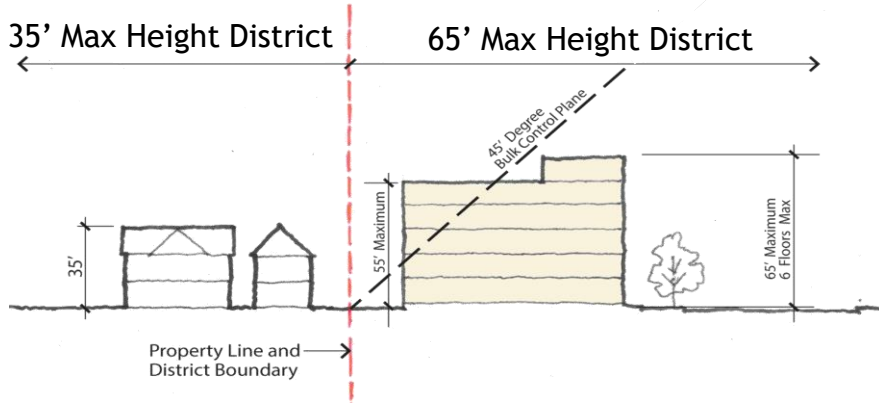 35’ Max Height District
65’ Max Height District
45’ Degree
Bulk Control Plane
35’
55’ Maximum
65’ Maximum
6 Floors Max
Property Line and
District Boundary